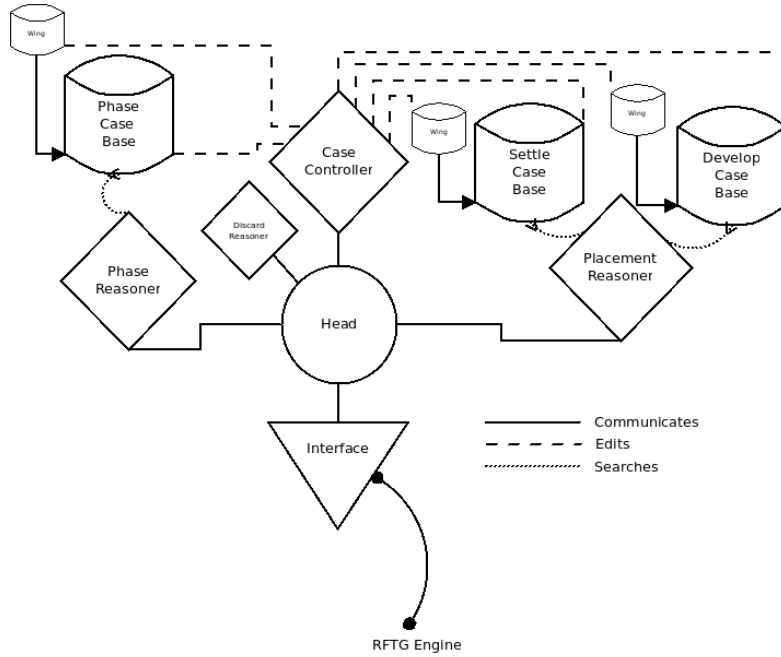 Wing
Phase
Case
Base
Case
Controller
Wing
Settle
Case
Base
Wing
Develop
Case
Base
Discard
Reasoner
Phase
Reasoner
Placement
Reasoner
Head
Interface
Communicates
Edits
Searches
RFTG Engine